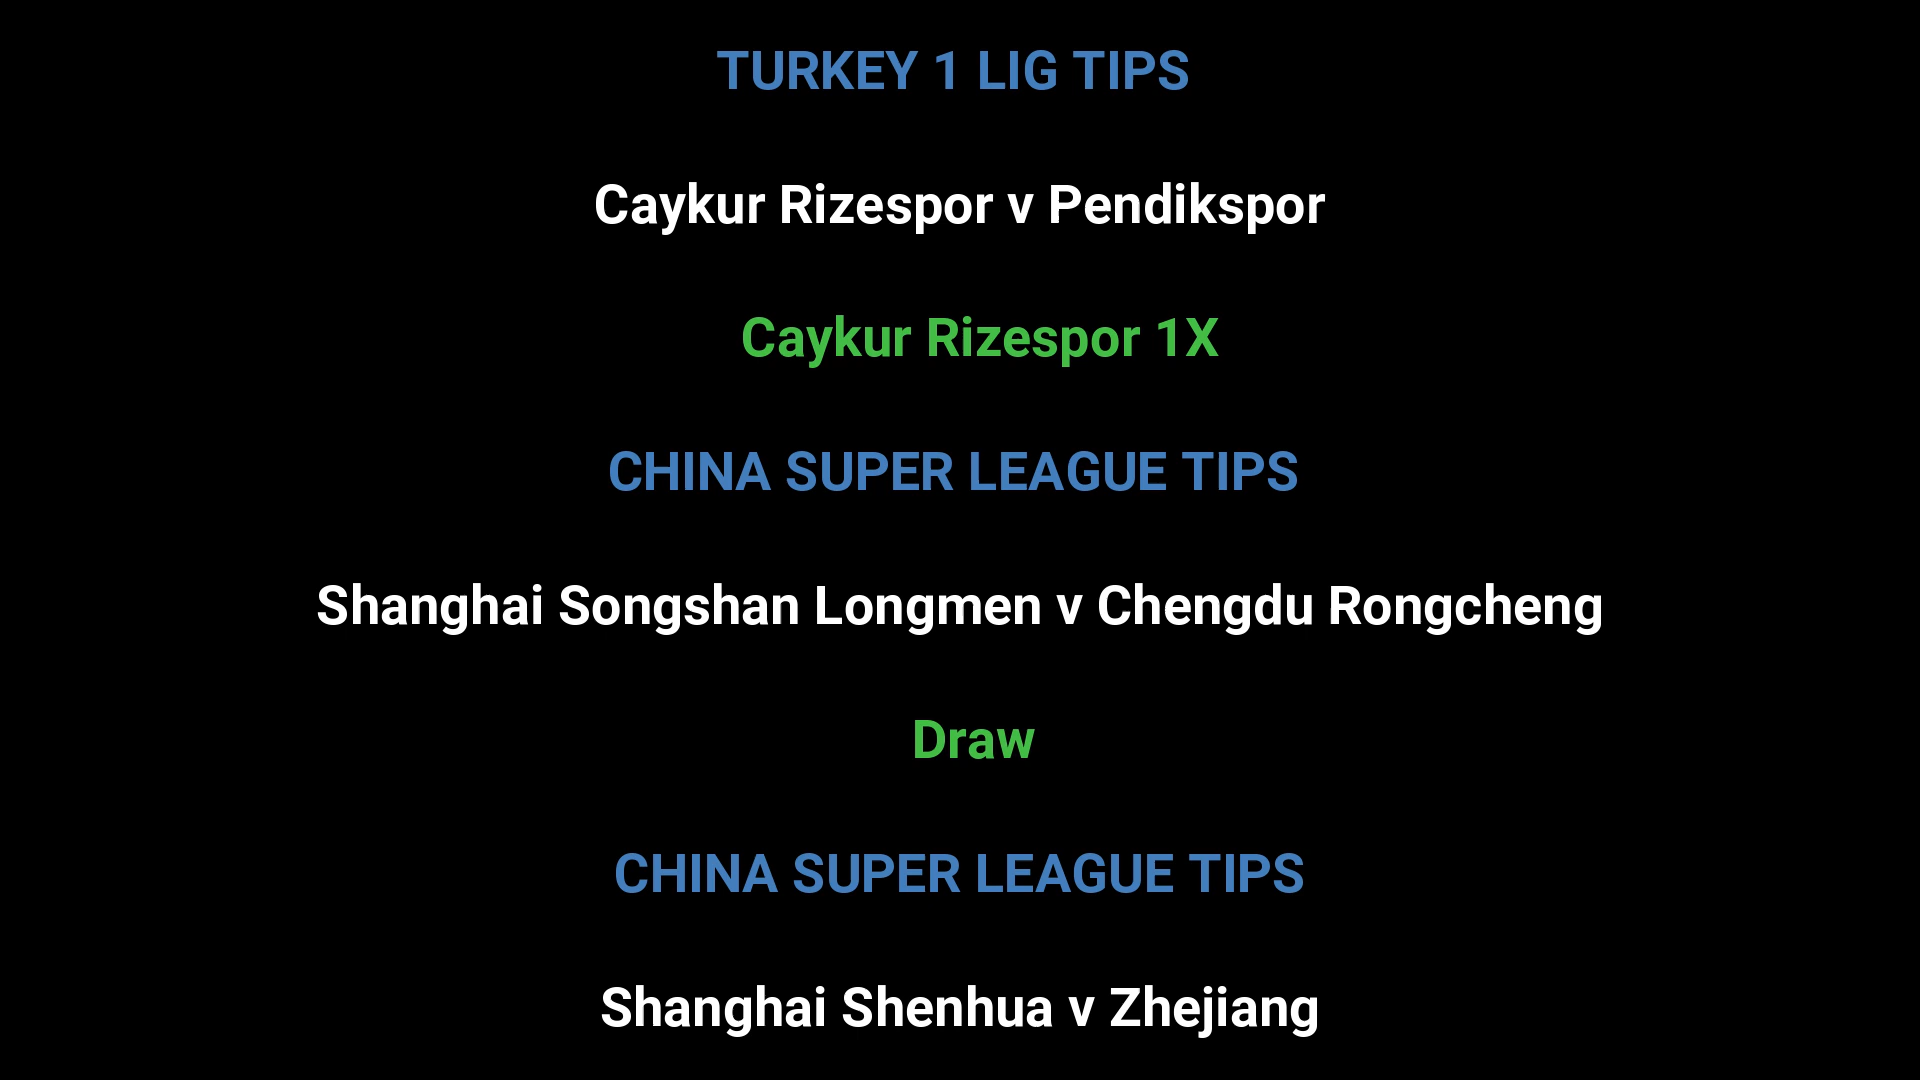 TURKEY 1 LIG TIPS
Caykur Rizespor v Pendikspor
Caykur Rizespor 1X
CHINA SUPER LEAGUE TIPS
Shanghai Songshan Longmen v Chengdu Rongcheng
Draw
CHINA SUPER LEAGUE TIPS
Shanghai Shenhua v Zhejiang